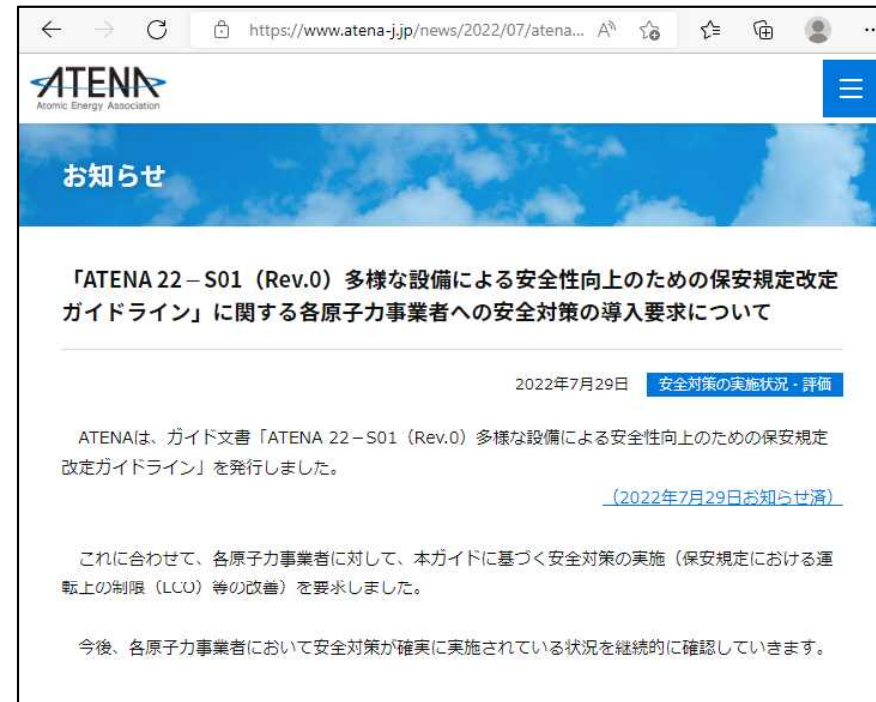 https://www.atena-j.jp/news/2022/07/atena...
ATENA
Atomic Energy Association
お知らせ
「ATENA 22－S01（Rev.0）多様な設備による安全性向上のための保安規定改定
ガイドライン」に関する各原子力事業者への安全対策の導入要求について
2022年7月29日 安全対策の実施状況・評価
ATENAは、ガイド文書「ATENA 22－S01（Rev.0）多様な設備による安全性向上のための保安規定
改定ガイドライン」を発行しました。
（2022年7月29日お知らせ済）
これに合わせて、各原子力事業者に対して、本ガイドに基づく安全対策の実施（保安規定における運
転上の制限（LCO）等の改善）を要求しました。
今後、各原子力事業者において安全対策が確実に実施されている状況を継続的に確認していきます。